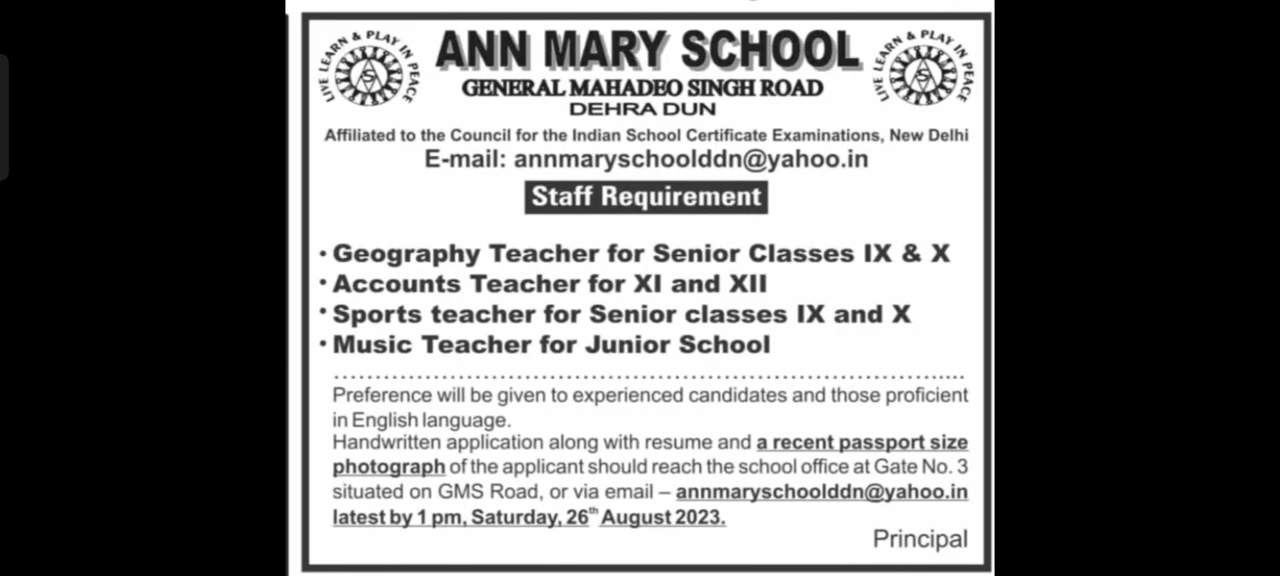 LIVE LEARN & PLAY IN PEACE
ANN MARY SCHOOL
LIVE LEARN & PLAY IN PEACE
GENERAL MAHADEO SINGH ROAD
DEHRA DUN
Affiliated to the Council for the Indian School Certificate Examinations, New Delhi
E-mail: annmaryschoolddn@yahoo.in
Staff Requirement
• Geography Teacher for Senior Classes IX & X
• Accounts Teacher for XI and XII
• Sports teacher for Senior classes IX and X
• Music Teacher for Junior School
Preference will be given to experienced candidates and those proficient
in English language.
Handwritten application along with resume and a recent passport size
photograph of the applicant should reach the school office at Gate No. 3
situated on GMS Road, or via email – annmaryschoolddn@yahoo.in
latest by 1 pm, Saturday, 26th August 2023.
Principal